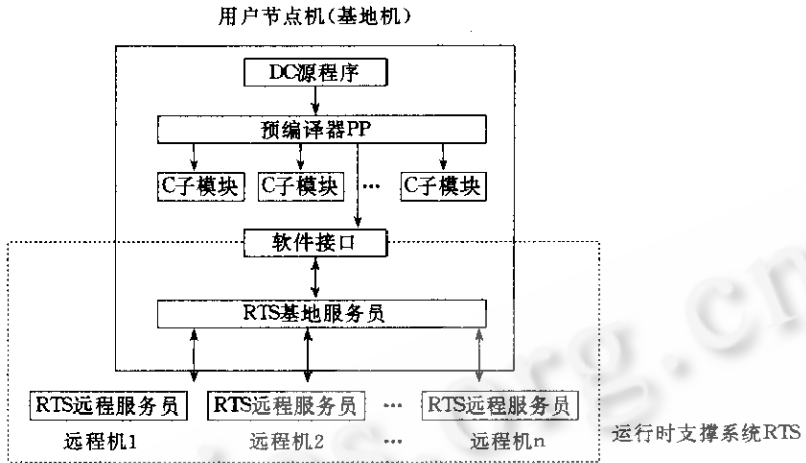 用户节点机(基地机)
DC源程序
预编译器PP
C子模块 C子模块 … C子模块
软件接口
RTS基地服务员
RTS远程服务员 RTS远程服务员 … RTS远程服务员
远程机1 远程机2 … 远程机n 运行时支撑系统RTS